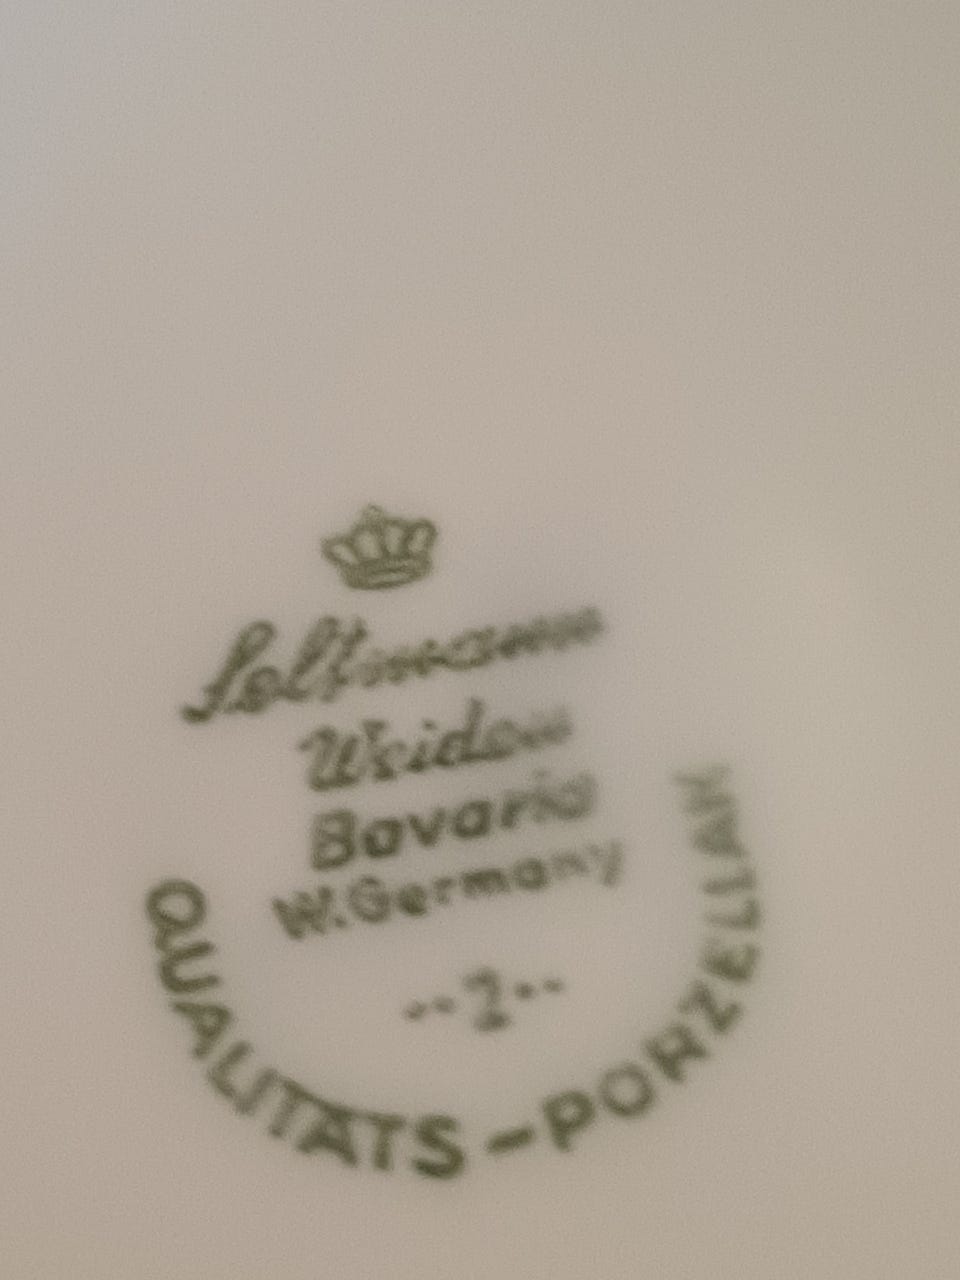 Seltmann
Weiden
Bavaria
W.Germany
··2··
QUALITÄTS-PORZELLAN